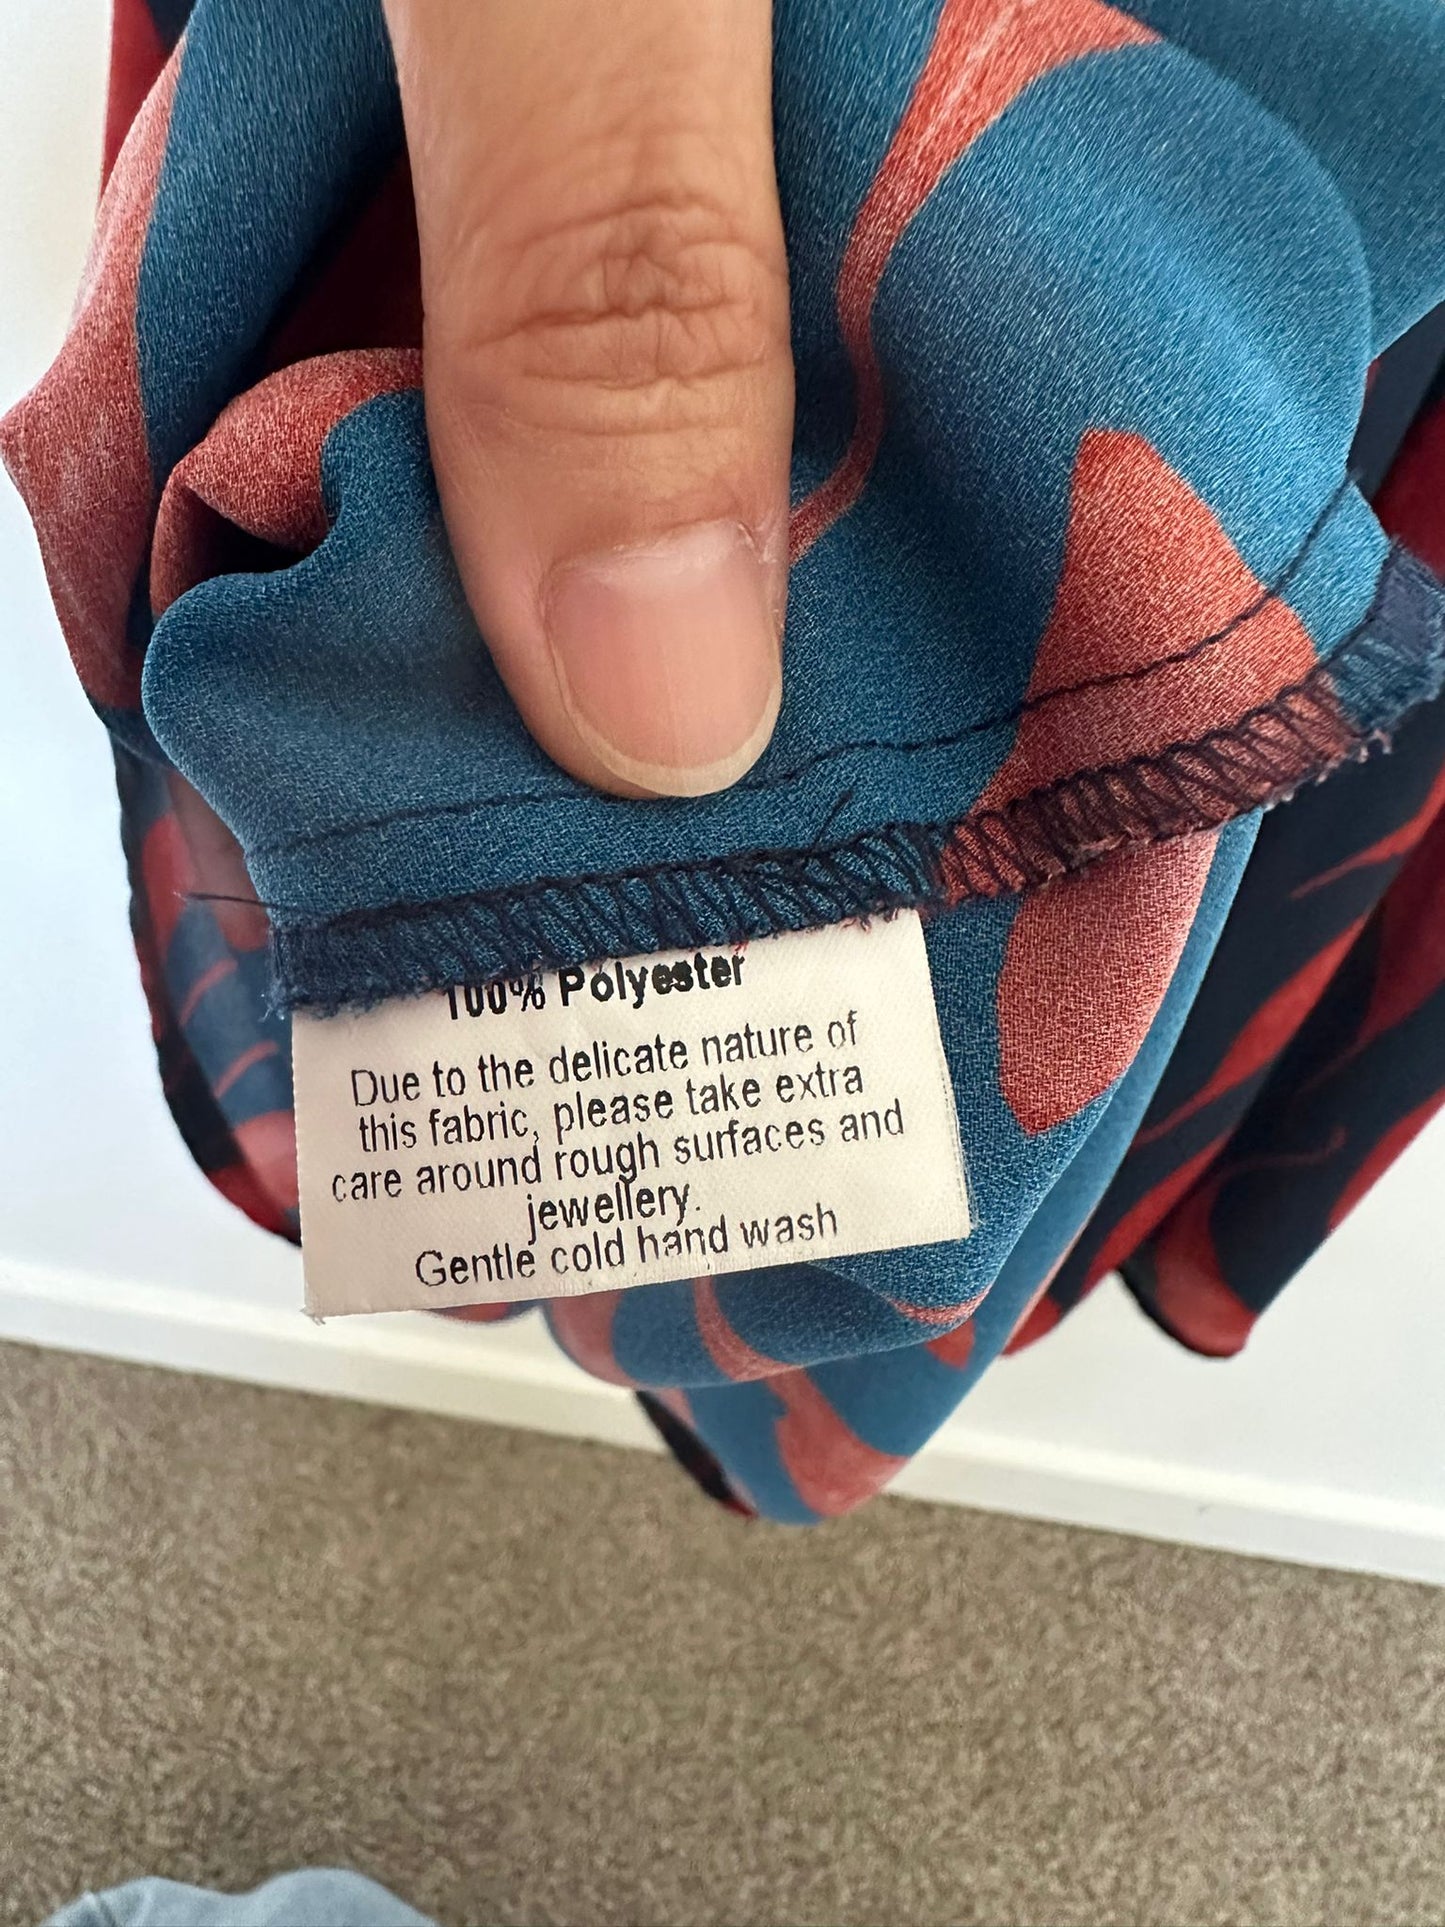 100% Polyester
Due to the delicate nature of
this fabric, please take extra
care around rough surfaces and
jewellery.
Gentle cold hand wash